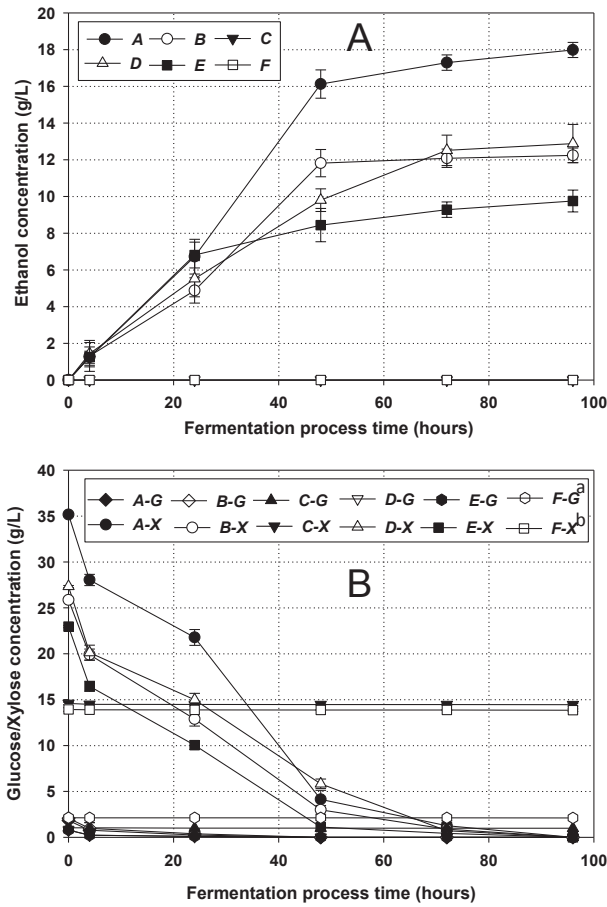 20
18
16
14
12
10
8
6
4
2
0
Ethanol concentration (g/L)
A B C
D E F
A
0 20 40 60 80 100
Fermentation process time (hours)
40
35
30
25
20
15
10
5
0
Glucose/Xylose concentration (g/L)
A-G B-G C-G D-G E-G F-G a
A-X B-X C-X D-X E-X F-X b
B
0 20 40 60 80 100
Fermentation process time (hours)